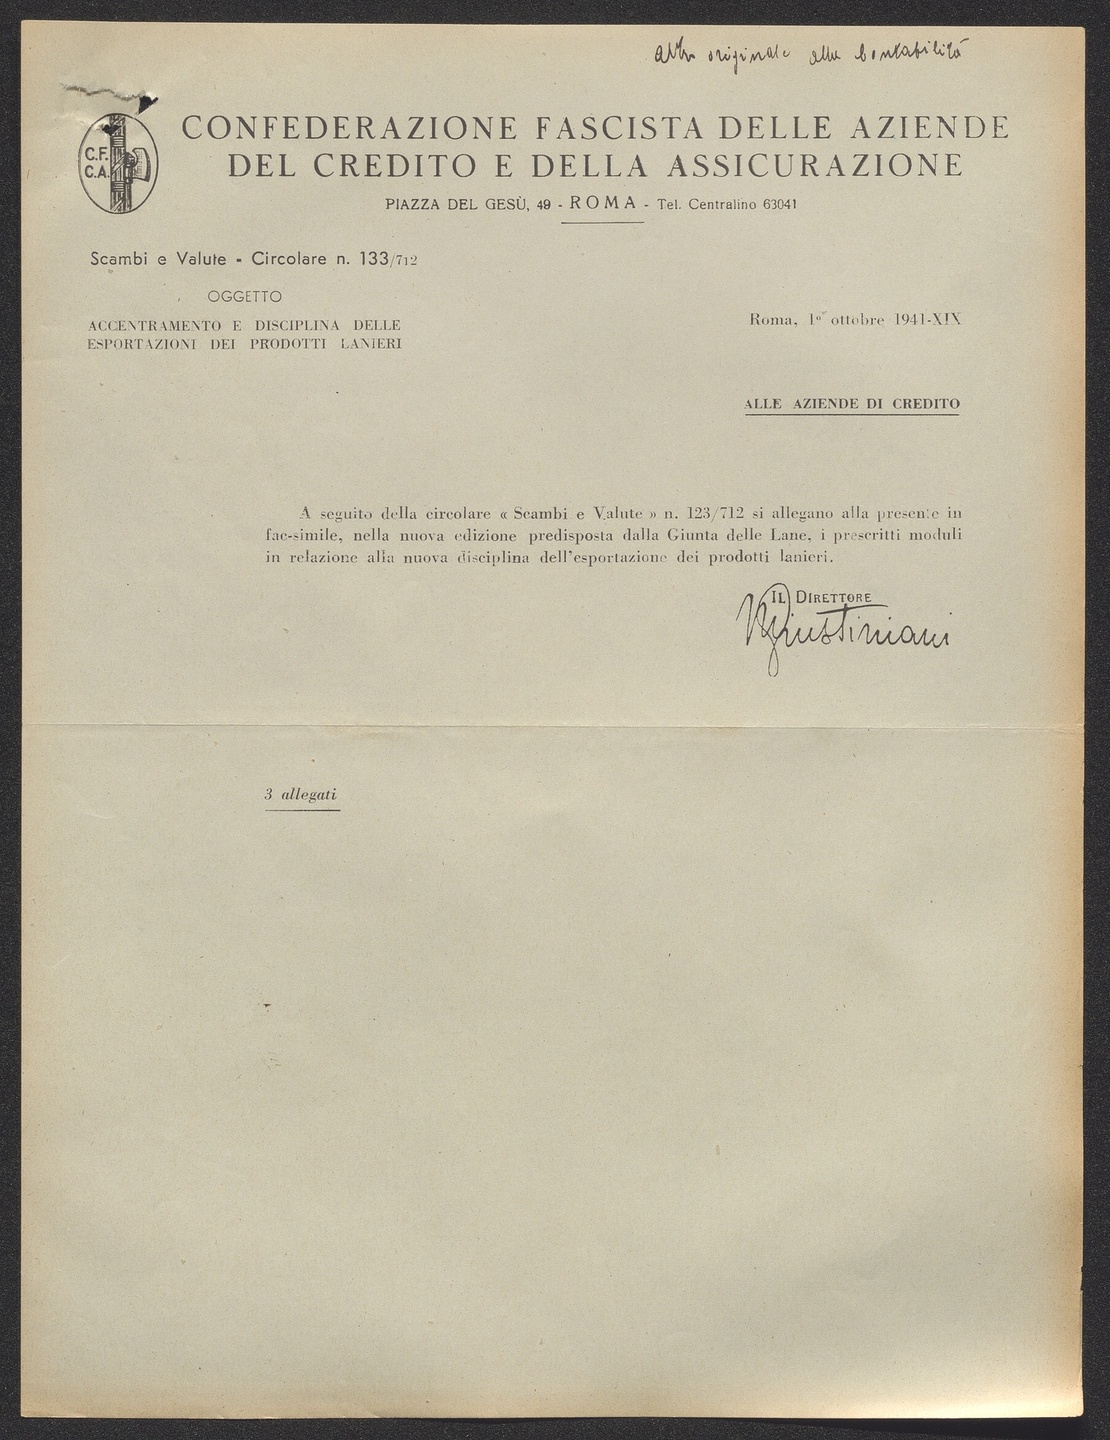 altro originale alla Contabilità
C.F.
C.A.
CONFEDERAZIONE FASCISTA DELLE AZIENDE
DEL CREDITO E DELLA ASSICURAZIONE
PIAZZA DEL GESÙ, 49 - ROMA - Tel. Centralino 63041
Scambi e Valute - Circolare n. 133/712
OGGETTO
ACCENTRAMENTO E DISCIPLINA DELLE
ESPORTAZIONI DEI PRODOTTI LANIERI
Roma, 1º ottobre 1941-XIX
ALLE AZIENDE DI CREDITO
A seguito della circolare « Scambi e Valute » n. 123/712 si allegano alla presente in
fac-simile, nella nuova edizione predisposta dalla Giunta delle Lane, i prescritti moduli
in relazione alla nuova disciplina dell'esportazione dei prodotti lanieri.
IL DIRETTORE
Giustiniani
3 allegati